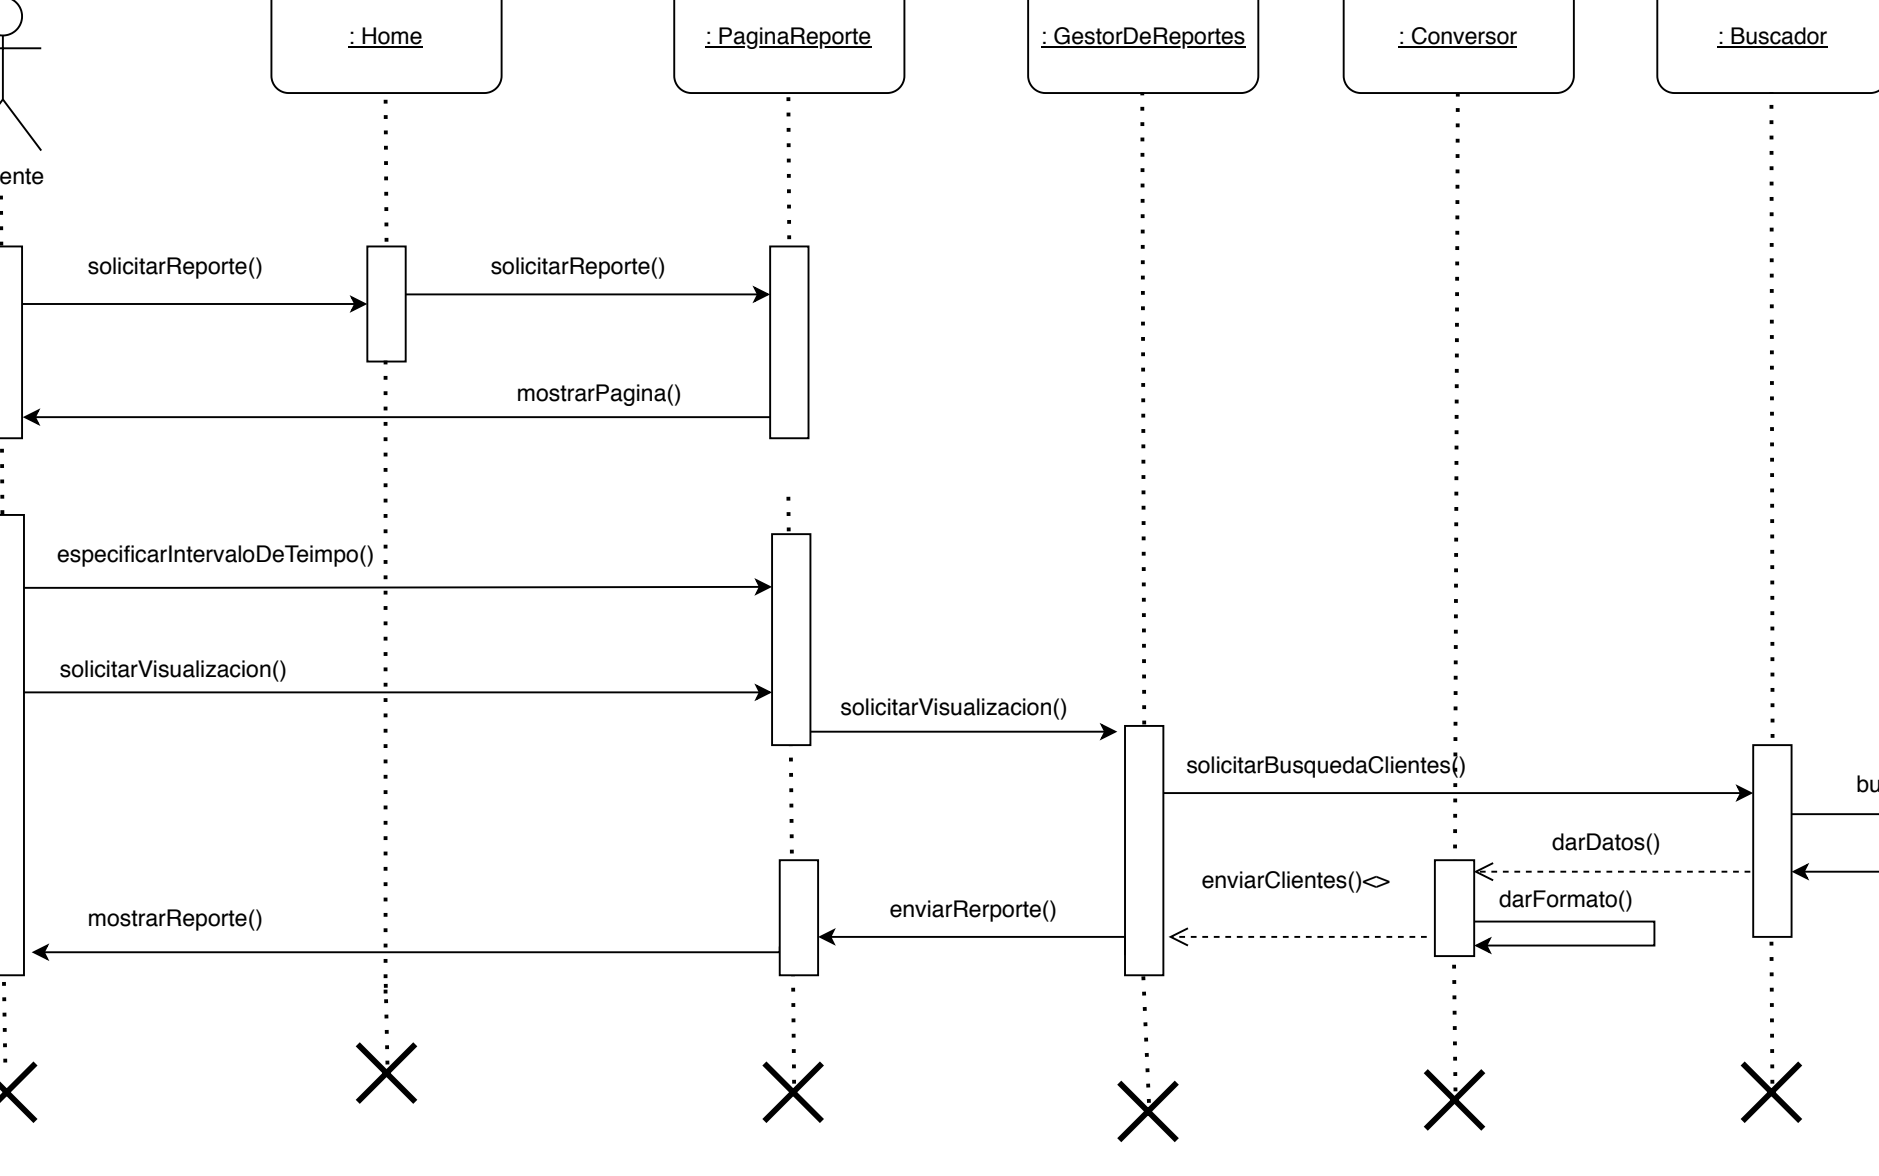 : Home
: PaginaReporte
: GestorDeReportes
: Conversor
: Buscador
ente
solicitarReporte()
solicitarReporte()
mostrarPagina()
especificarIntervaloDeTeimpo()
solicitarVisualizacion()
solicitarVisualizacion()
solicitarBusquedaClientes()
bu
darDatos()
enviarClientes()<>
darFormato()
enviarRerporte()
mostrarReporte()